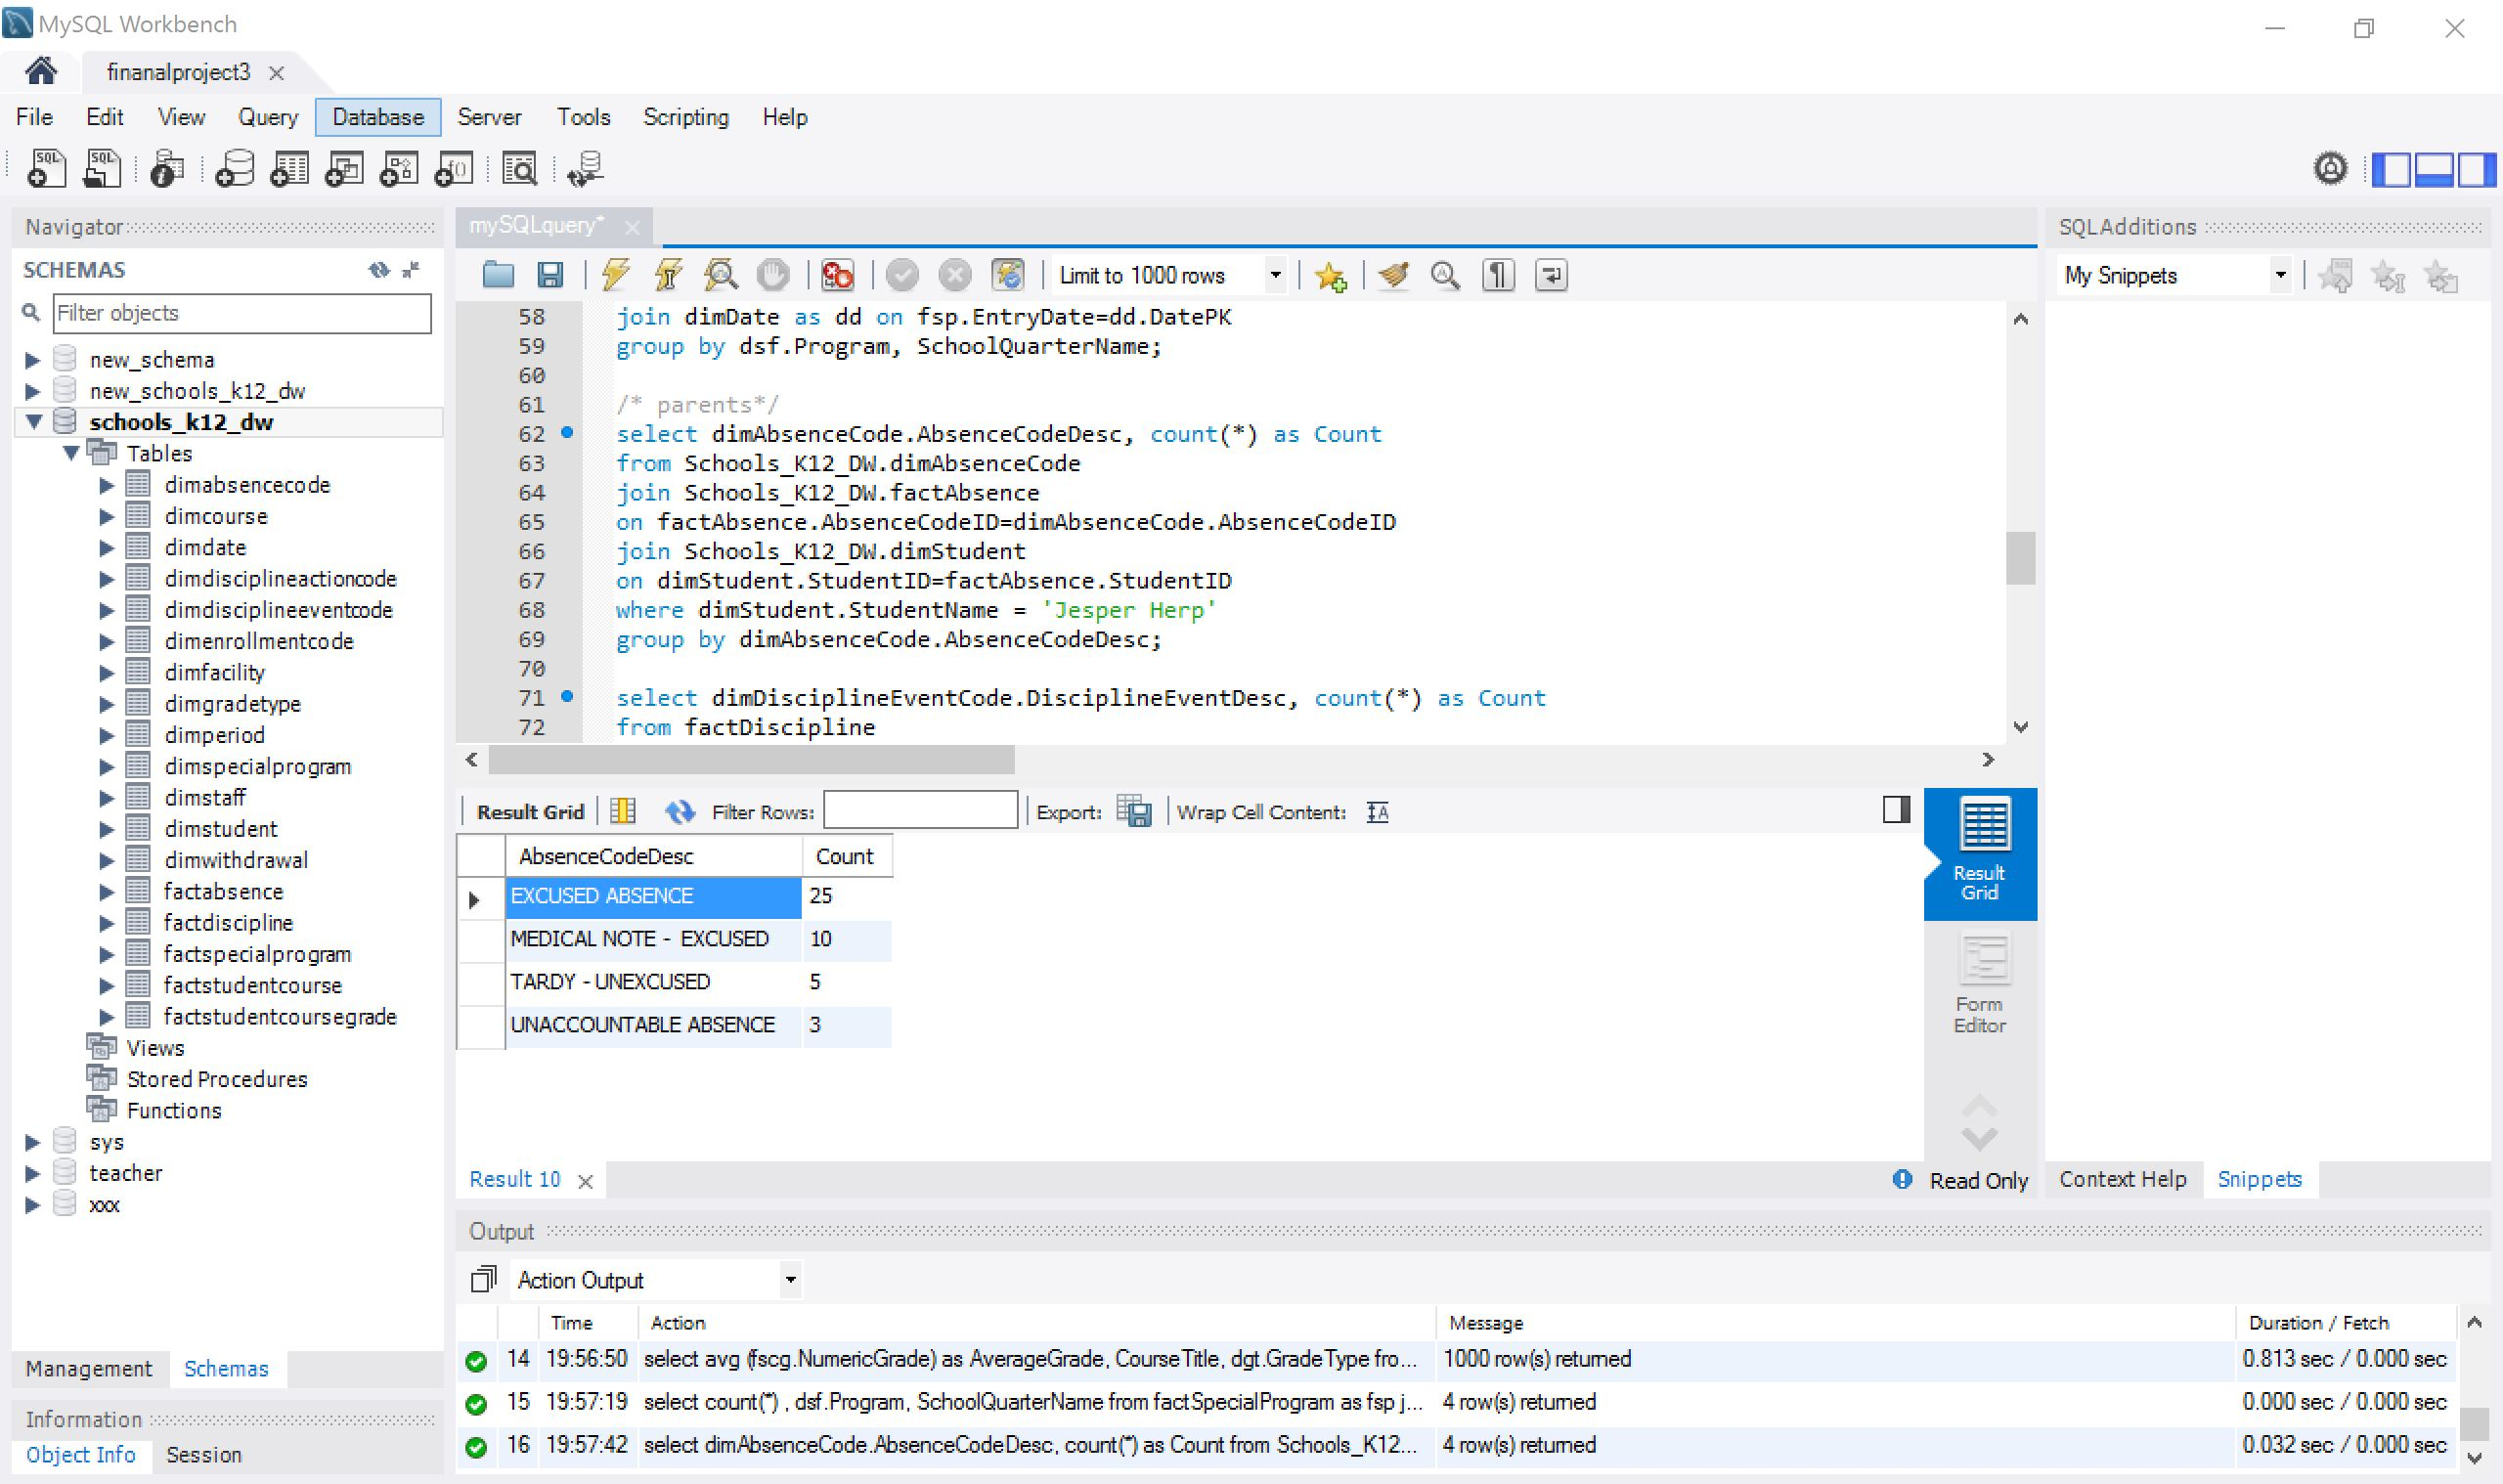 MySQL Workbench
finanalproject3
File Edit View Query Database Server Tools Scripting Help
Navigator
SCHEMAS
Filter objects
new_schema
new_schools_k12_dw
schools_k12_dw
Tables
dimabsencecode
dimcourse
dimdate
dimdisciplineactioncode
dimdisciplineeventcode
dimenrollmentcode
dimfacility
dimgradetype
dimperiod
dimspecialprogram
dimstaff
dimstudent
dimwithdrawal
factabsence
factdiscipline
factspecialprogram
factstudentcourse
factstudentcoursegrade
Views
Stored Procedures
Functions
sys
teacher
xxx
Management Schemas
Information
Object Info Session
mySQLquery*
Limit to 1000 rows
58 join dimDate as dd on fsp.EntryDate=dd.DatePK
59 group by dsf.Program, SchoolQuarterName;
60
61 /* parents*/
62 select dimAbsenceCode.AbsenceCodeDesc, count(*) as Count
63 from Schools_K12_DW.dimAbsenceCode
64 join Schools_K12_DW.factAbsence
65 on factAbsence.AbsenceCodeID=dimAbsenceCode.AbsenceCodeID
66 join Schools_K12_DW.dimStudent
67 on dimStudent.StudentID=factAbsence.StudentID
68 where dimStudent.StudentName = 'Jesper Herp'
69 group by dimAbsenceCode.AbsenceCodeDesc;
70
71 select dimDisciplineEventCode.DisciplineEventDesc, count(*) as Count
72 from factDiscipline
Result Grid Filter Rows: Export: Wrap Cell Content:
AbsenceCodeDesc Count
EXCUSED ABSENCE 25
MEDICAL NOTE - EXCUSED 10
TARDY - UNEXCUSED 5
UNACCOUNTABLE ABSENCE 3
Result
Grid
Form
Editor
Result 10
Read Only
SQLAdditions
My Snippets
Context Help Snippets
Output
Action Output
Time Action Message Duration / Fetch
14 19:56:50 select avg (fscg.NumericGrade) as AverageGrade, CourseTitle, dgt.GradeType fro... 1000 row(s) returned 0.813 sec / 0.000 sec
15 19:57:19 select count(*) , dsf.Program, SchoolQuarterName from factSpecialProgram as fsp j... 4 row(s) returned 0.000 sec / 0.000 sec
16 19:57:42 select dimAbsenceCode.AbsenceCodeDesc, count(*) as Count from Schools_K12... 4 row(s) returned 0.032 sec / 0.000 sec